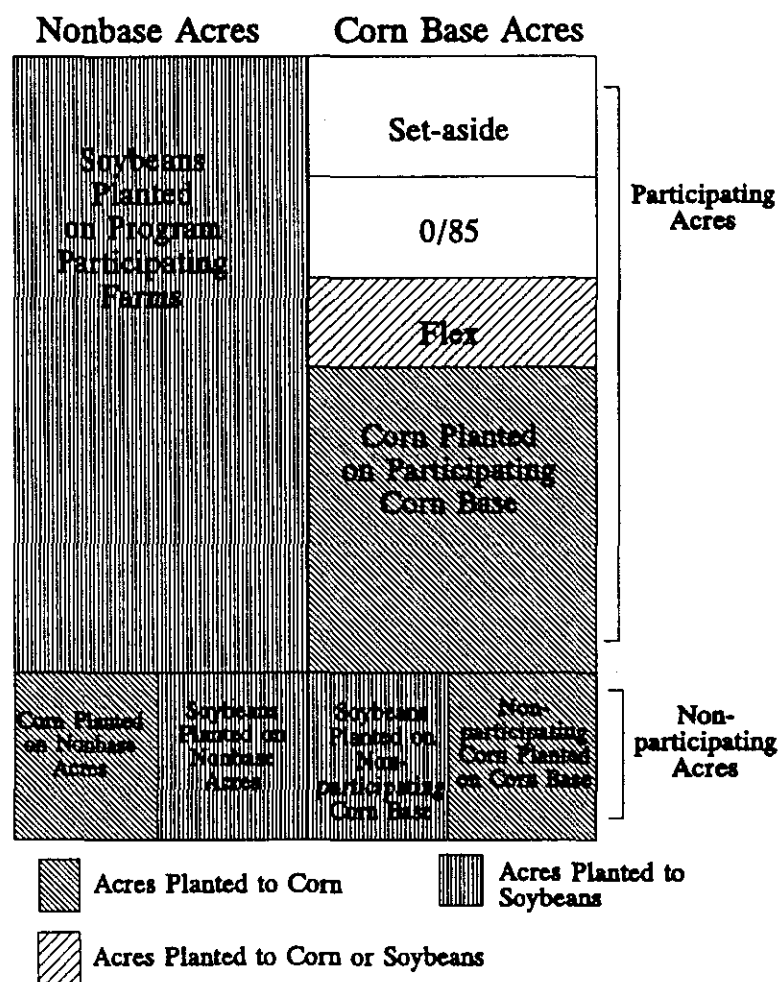 Nonbase Acres
Corn Base Acres
Soybeans
Planted
on Program
Participating
Farms
Set-aside
0/85
Flex
Corn Planted
on Participating
Corn Base
Participating
Acres
Corn Planted
on Nonbase
Acres
Soybeans
Planted on
Nonbase
Acres
Soybeans
Planted on
Non-
participating
Corn Base
Non-
participating
Corn Planted
on Corn Base
Non-
participating
Acres
Acres Planted to Corn
Acres Planted to
Soybeans
Acres Planted to Corn or Soybeans